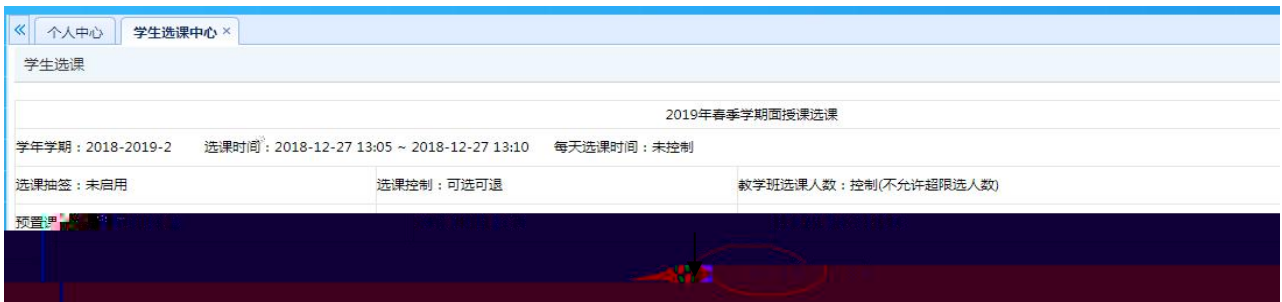 个人中心 学生选课中心 ×
学生选课
2019年春季学期面授课选课
学年学期：2018-2019-2 选课时间：2018-12-27 13:05 ~ 2018-12-27 13:10 每天选课时间：未控制
选课抽签：未启用 选课控制：可选可退 教学班选课人数：控制(不允许超限选人数)
预置课